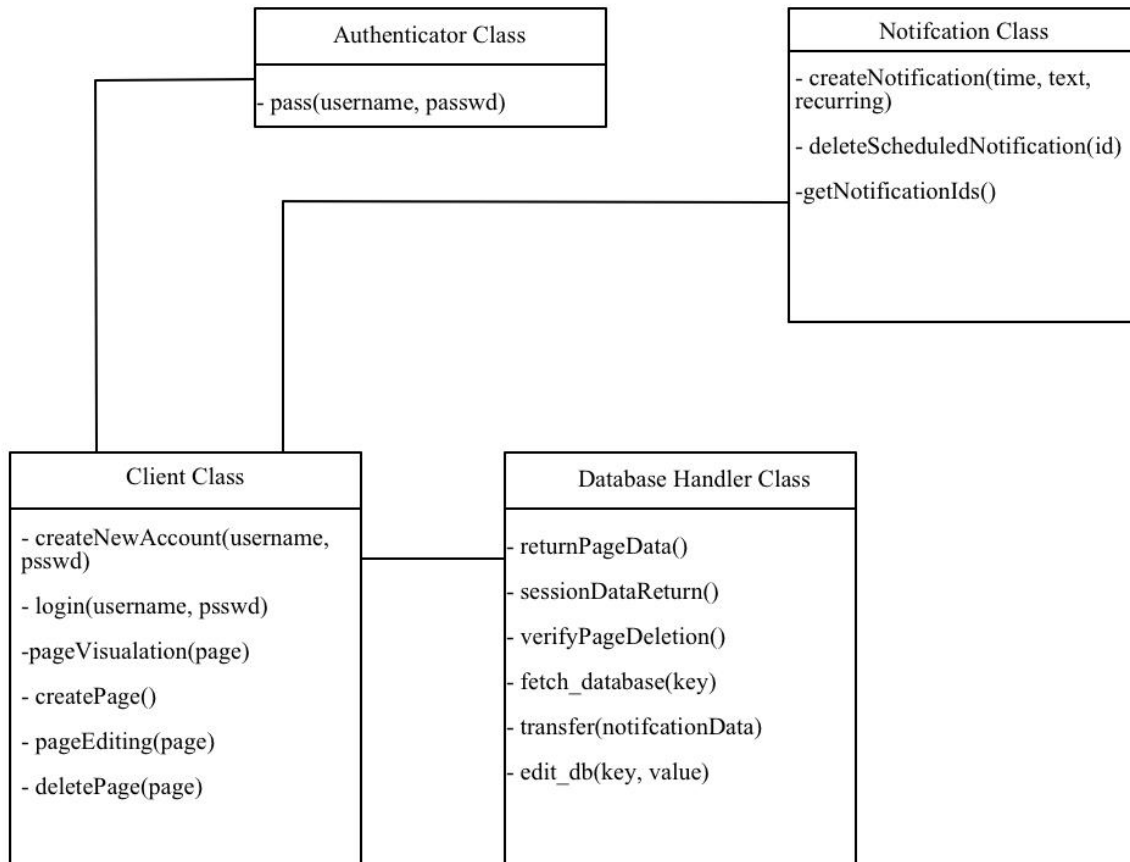 Authenticator Class
- pass(username, passwd)
Notifcation Class
- createNotification(time, text,
recurring)
- deleteScheduledNotification(id)
-getNotificationIds()
Client Class
- createNewAccount(username,
psswd)
- login(username, psswd)
-pageVisualation(page)
- createPage()
- pageEditing(page)
- deletePage(page)
Database Handler Class
- returnPageData()
- sessionDataReturn()
- verifyPageDeletion()
- fetch_database(key)
- transfer(notifcationData)
- edit_db(key, value)